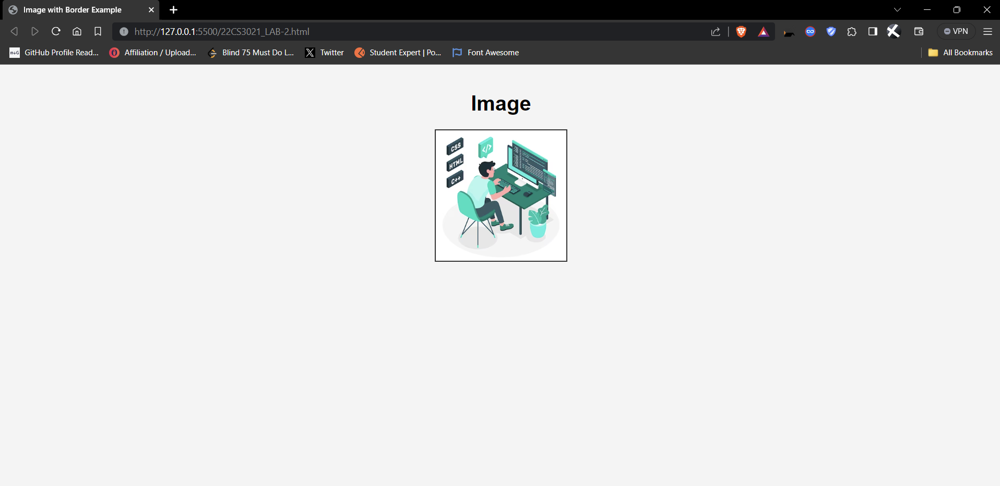 Image with Border Example
http://127.0.0.1:5500/22CS3021_LAB-2.html
VPN
M↓G GitHub Profile Read... Affiliation / Upload... Blind 75 Must Do L... Twitter Student Expert | Po... Font Awesome All Bookmarks
Image
CSS
</>
HTML
C++